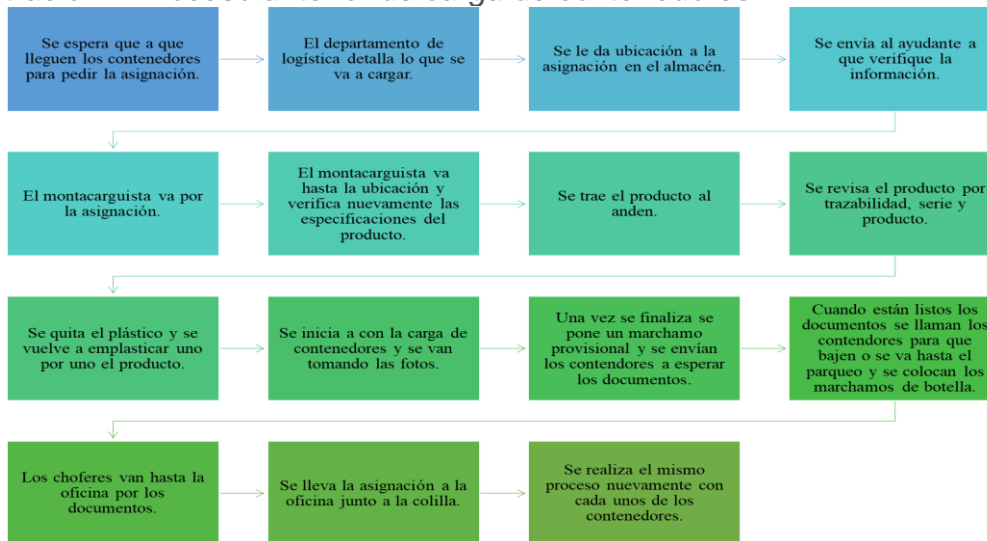 Se espera que a que
lleguen los contenedores
para pedir la asignación.
El departamento de
logística detalla lo que se
va a cargar.
Se le da ubicación a la
asignación en el almacén.
Se envía al ayudante a
que verifique la
información.
El montacarguista va por
la asignación.
El montacarguista va
hasta la ubicación y
verifica nuevamente las
especificaciones del
producto.
Se trae el producto al
anden.
Se revisa el producto por
trazabilidad, serie y
producto.
Se quita el plástico y se
vuelve a emplasticar uno
por uno el producto.
Se inicia a con la carga de
contenedores y se van
tomando las fotos.
Una vez se finaliza se
pone un marchamo
provisional y se envían
los contendores a esperar
los documentos.
Cuando están listos los
documentos se llaman los
contendores para que
bajen o se va hasta el
parqueo y se colocan los
marchamos de botella.
Los choferes van hasta la
oficina por los
documentos.
Se lleva la asignación a la
oficina junto a la colilla.
Se realiza el mismo
proceso nuevamente con
cada unos de los
contenedores.